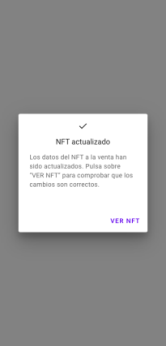 NFT actualizado
Los datos del NFT a la venta han
sido actualizados. Pulsa sobre
"VER NFT" para comprobar que los
cambios son correctos.
VER NFT